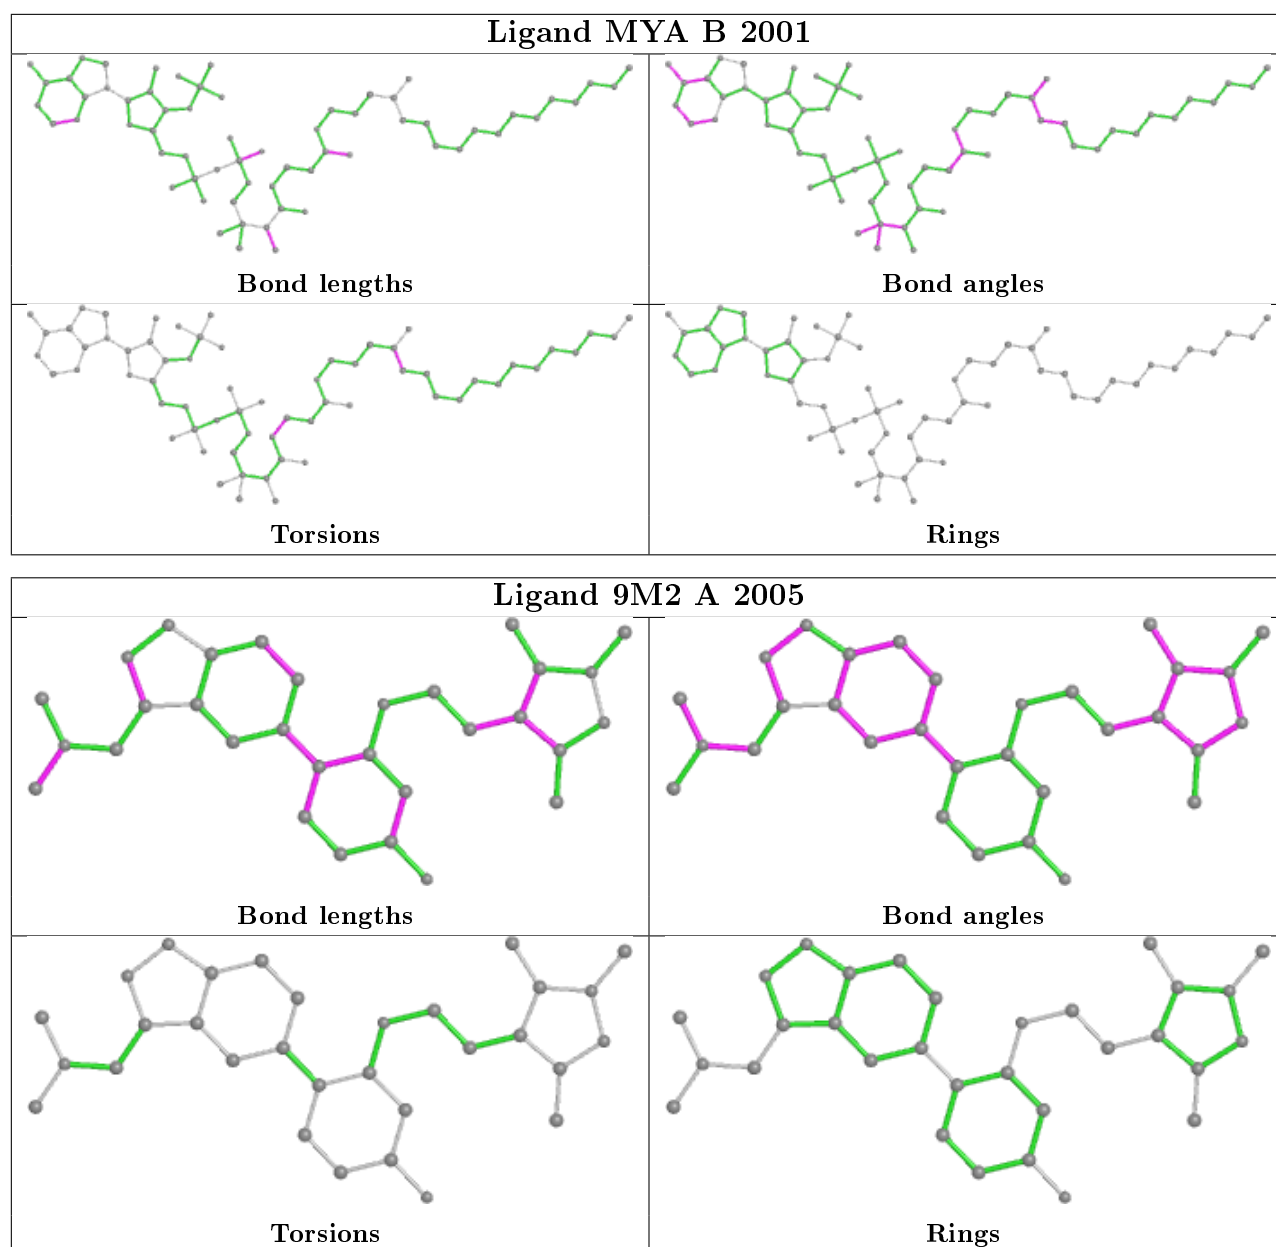 Ligand MYA B 2001
Bond lengths
Bond angles
Torsions
Rings
Ligand 9M2 A 2005
Bond lengths
Bond angles
Torsions
Rings